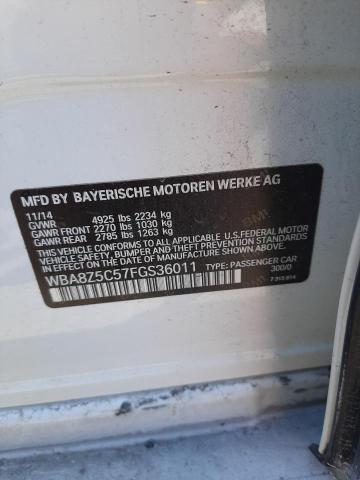 MFD BY BAYERISCHE MOTOREN WERKE AG
11/14
GVWR 4925 lbs 2234 kg
GAWR FRONT 2270 lbs 1030 kg
GAWR REAR 2785 lbs 1263 kg
THIS VEHICLE CONFORMS TO ALL APPLICABLE U.S.FEDERAL MOTOR
VEHICLE SAFETY, BUMPER, AND THEFT PREVENTION STANDARDS
IN EFFECT ON THE DATE OF MANUFACTURE SHOWN ABOVE.
WBA8Z5C57FGS36011 TYPE: PASSENGER CAR
300/0